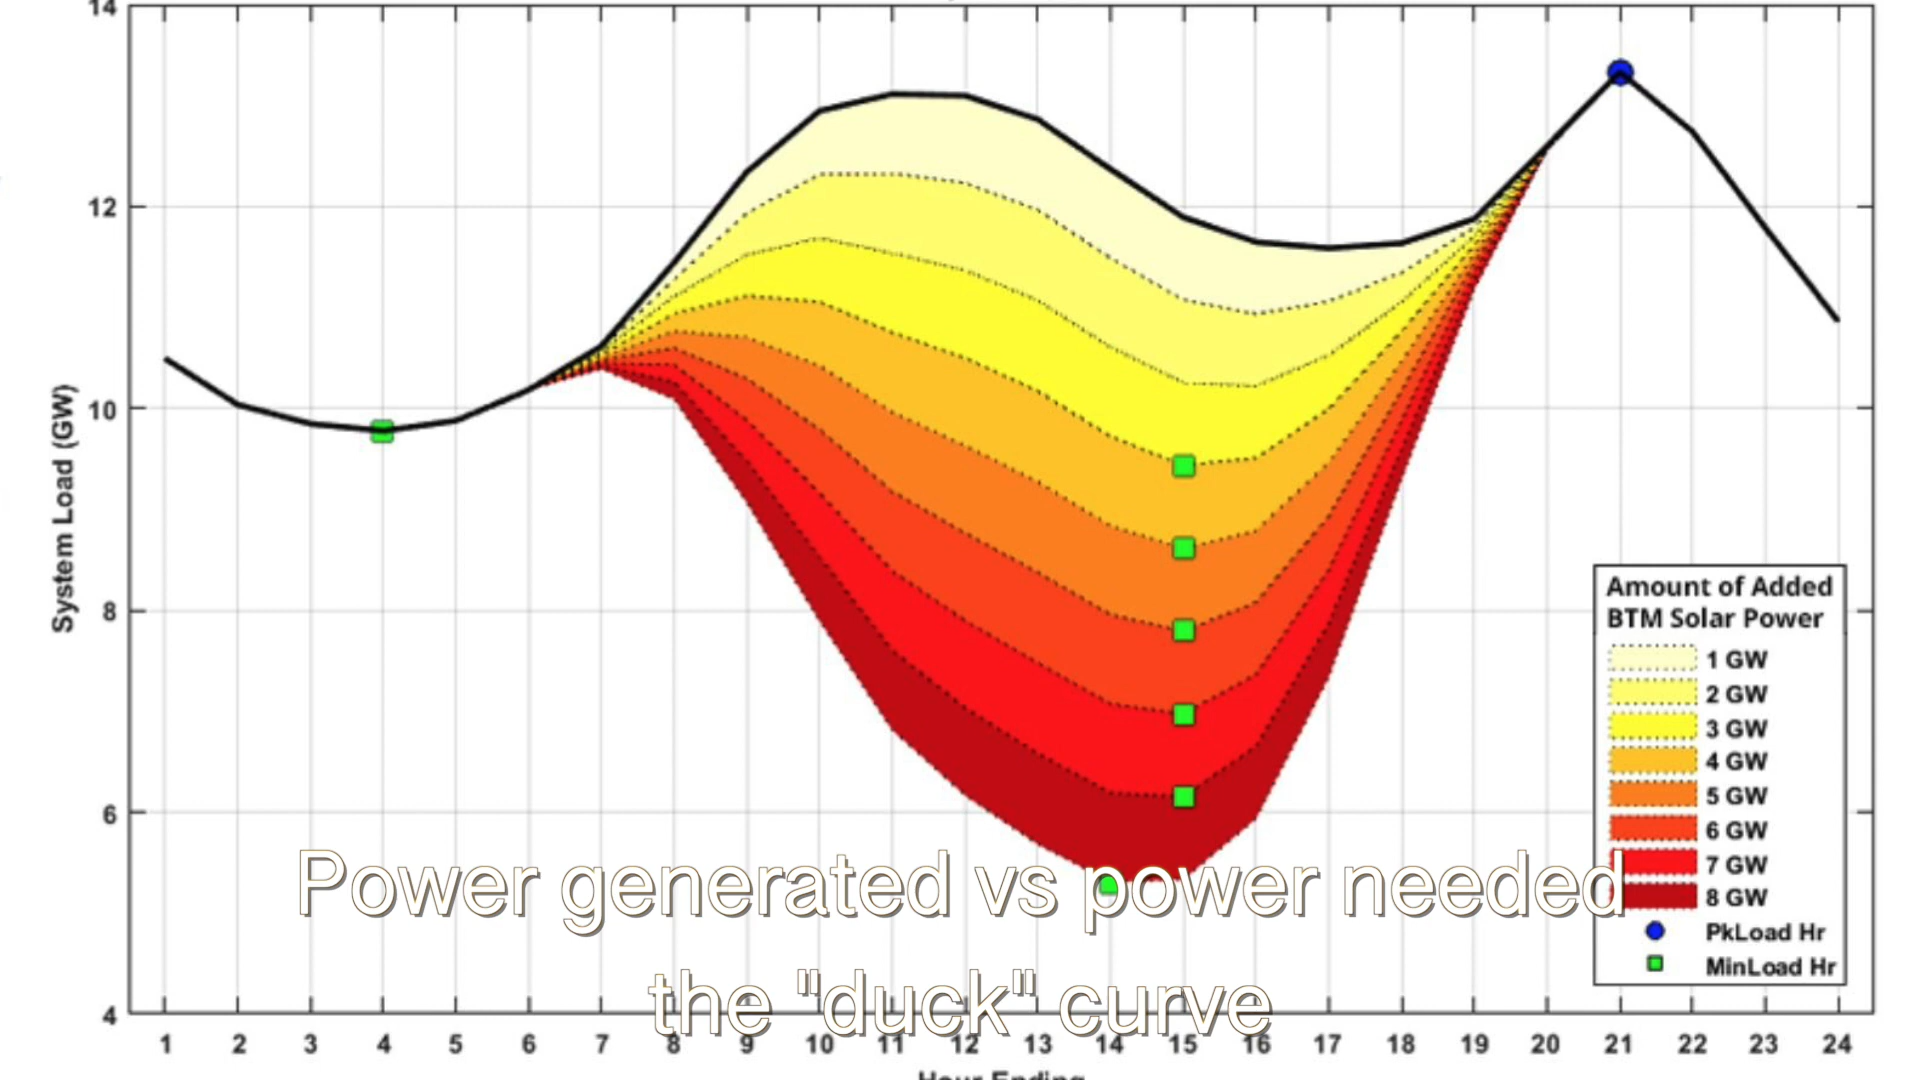 14
12
10
8
6
4
System Load (GW)
Amount of Added
BTM Solar Power
1 GW
2 GW
3 GW
4 GW
5 GW
6 GW
7 GW
8 GW
PkLoad Hr
MinLoad Hr
Power generated vs power needed
the "duck" curve
1 2 3 4 5 6 7 8 9 10 11 12 13 14 15 16 17 18 19 20 21 22 23 24
Hour Ending